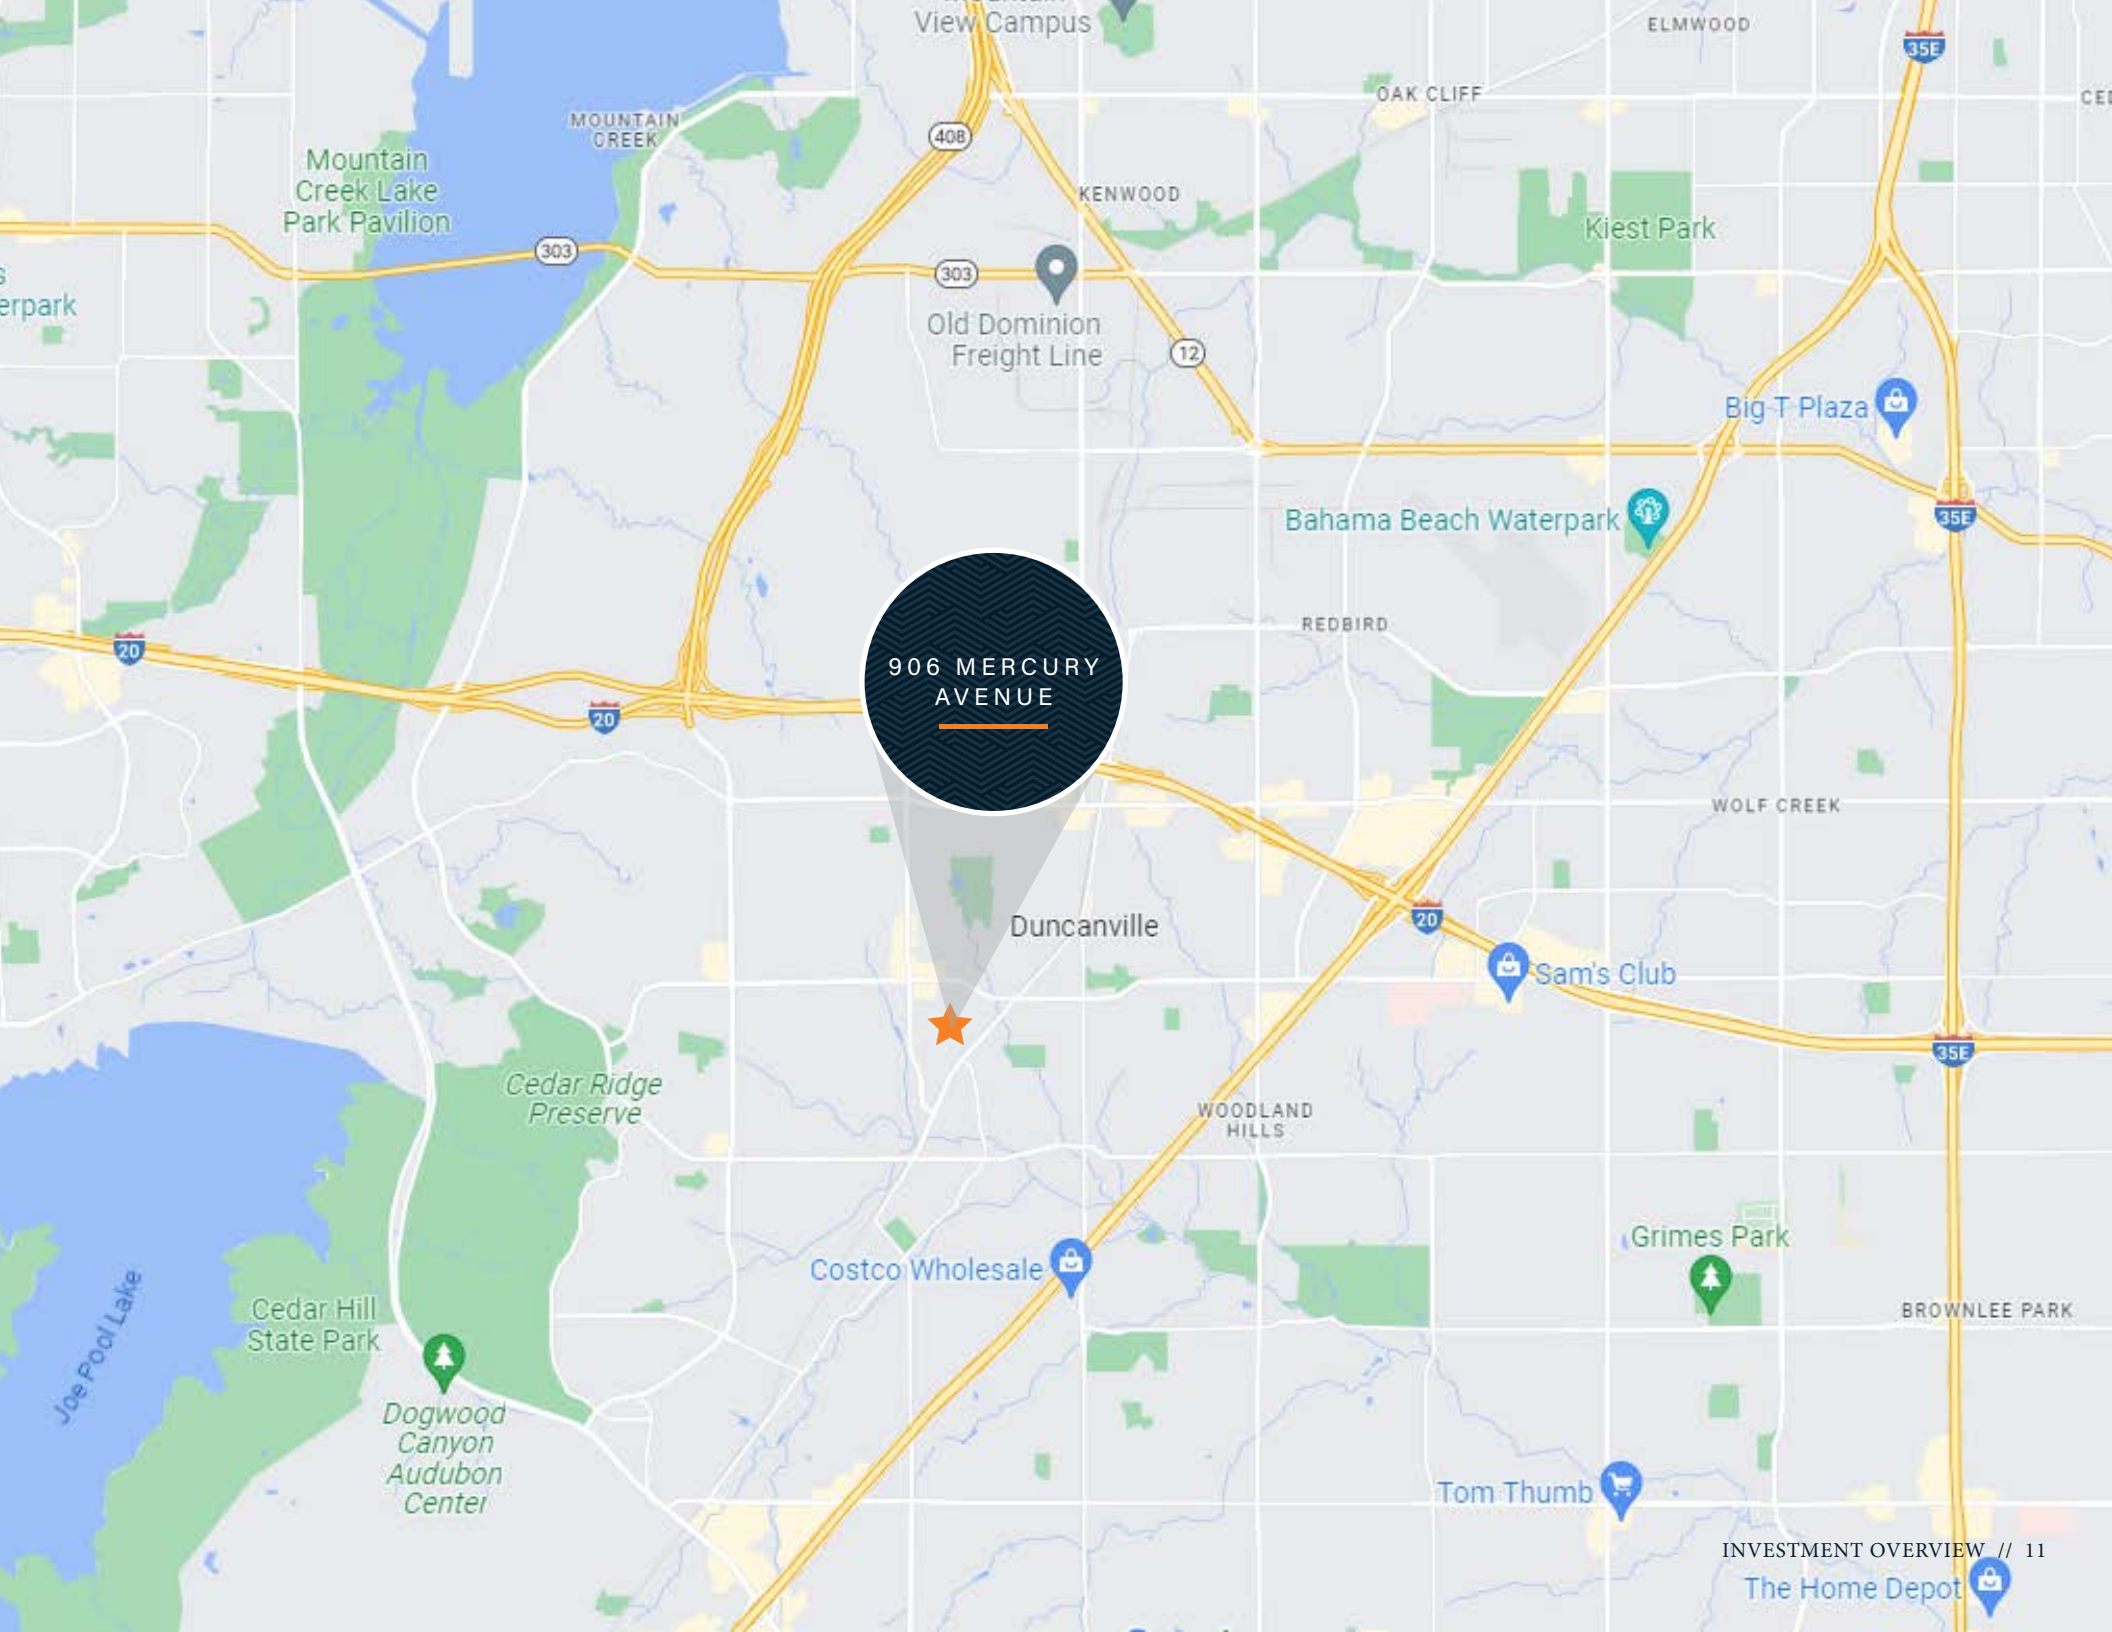 View Campus
ELMWOOD
35E
OAK CLIFF
MOUNTAIN
CREEK
408
Mountain
Creek Lake
Park Pavilion
KENWOOD
Kiest Park
303
303
erpark
Old Dominion
Freight Line
12
Big T Plaza
Bahama Beach Waterpark
35E
REDBIRD
20
906 MERCURY
AVENUE
20
WOLF CREEK
Duncanville
20
Sam's Club
35E
Cedar Ridge
Preserve
WOODLAND
HILLS
Grimes Park
Costco Wholesale
Joe Pool Lake
Cedar Hill
State Park
BROWNLEE PARK
Dogwood
Canyon
Audubon
Center
Tom Thumb
INVESTMENT OVERVIEW // 11
The Home Depot